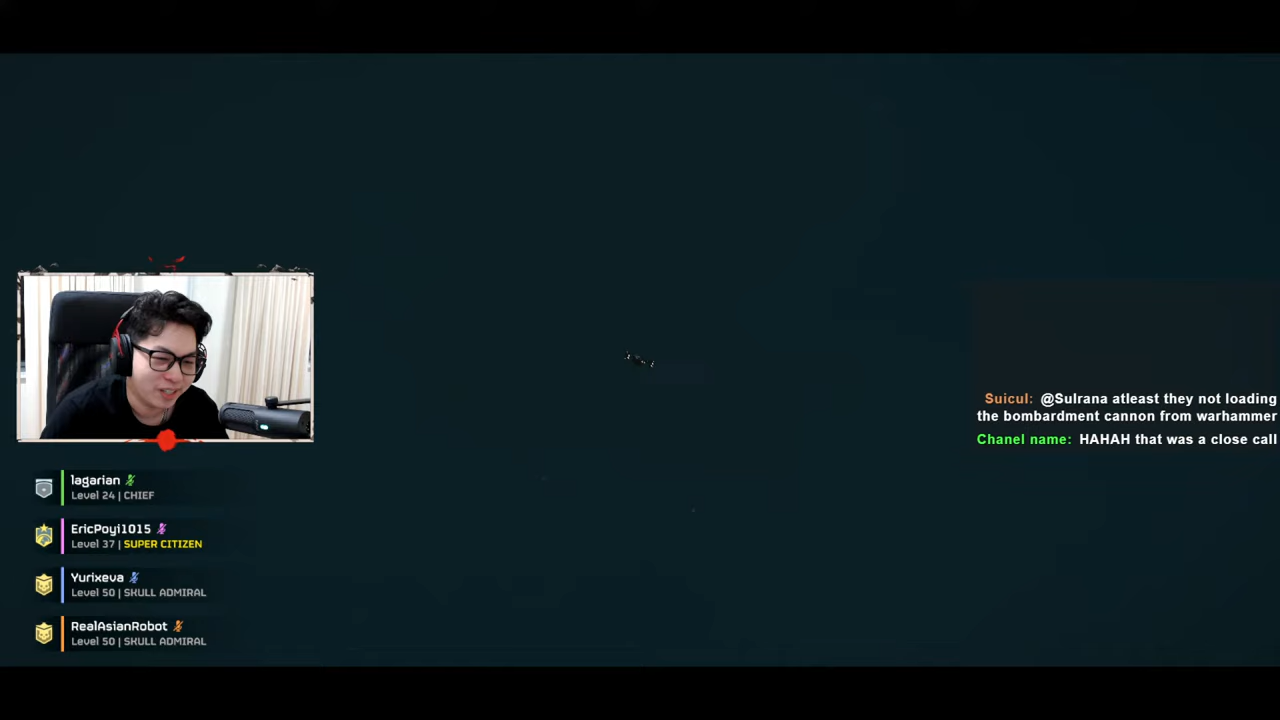 Suicul: @Sulrana atleast they not loading
the bombardment cannon from warhammer
Chanel name: HAHAH that was a close call
lagarian
Level 24 | CHIEF
EricPoyi1015
Level 37 | SUPER CITIZEN
Yurixeva
Level 50 | SKULL ADMIRAL
RealAsianRobot
Level 50 | SKULL ADMIRAL